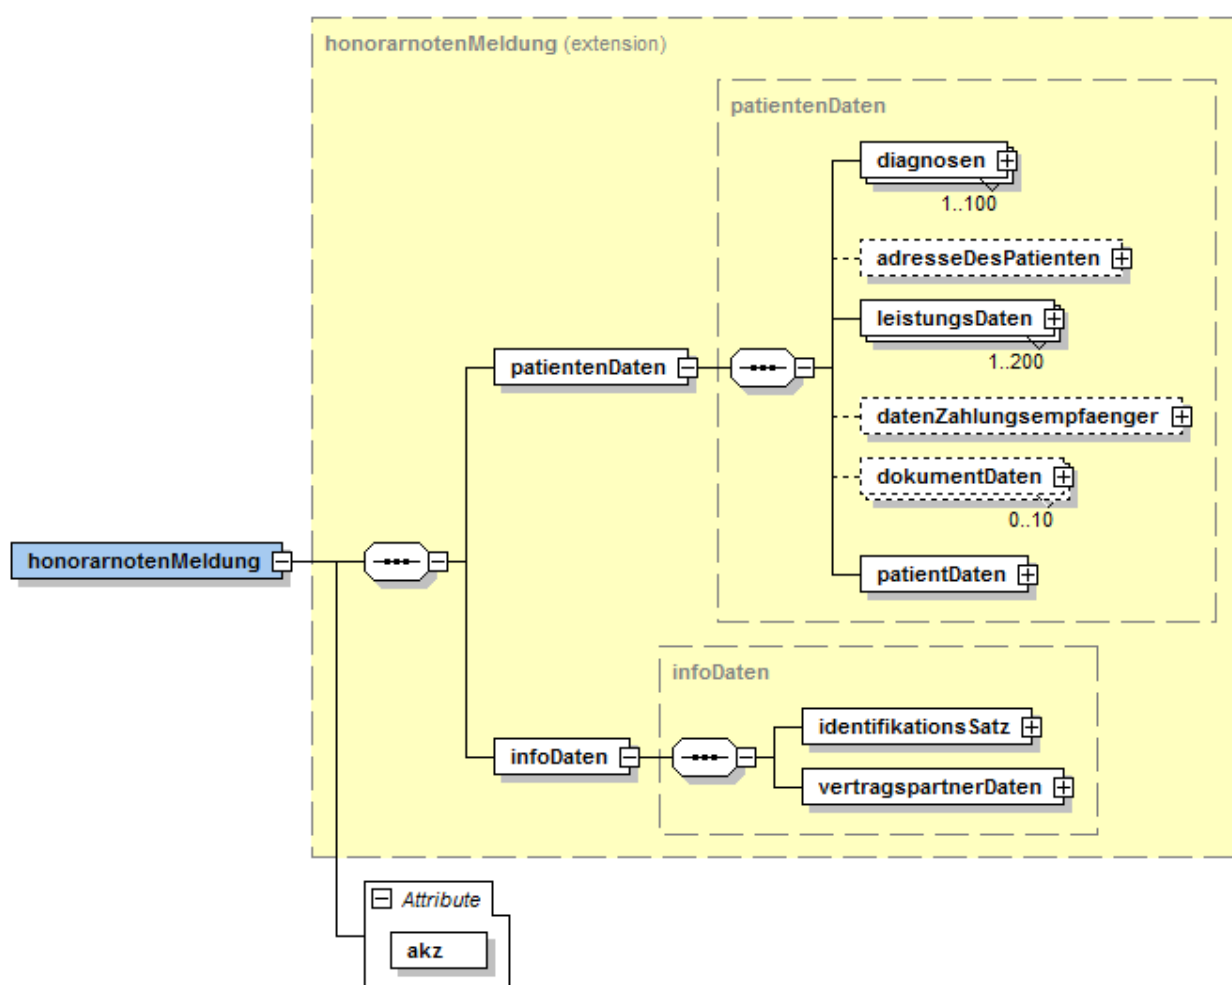 honorarnotenMeldung (extension)
patientenDaten
diagnosen
1..100
adresseDesPatienten
leistungsDaten
1..200
patientenDaten
datenZahlungsempfaenger
dokumentDaten
0..10
honorarnotenMeldung
patientDaten
infoDaten
identifikationsSatz
infoDaten
vertragspartnerDaten
Attribute
akz